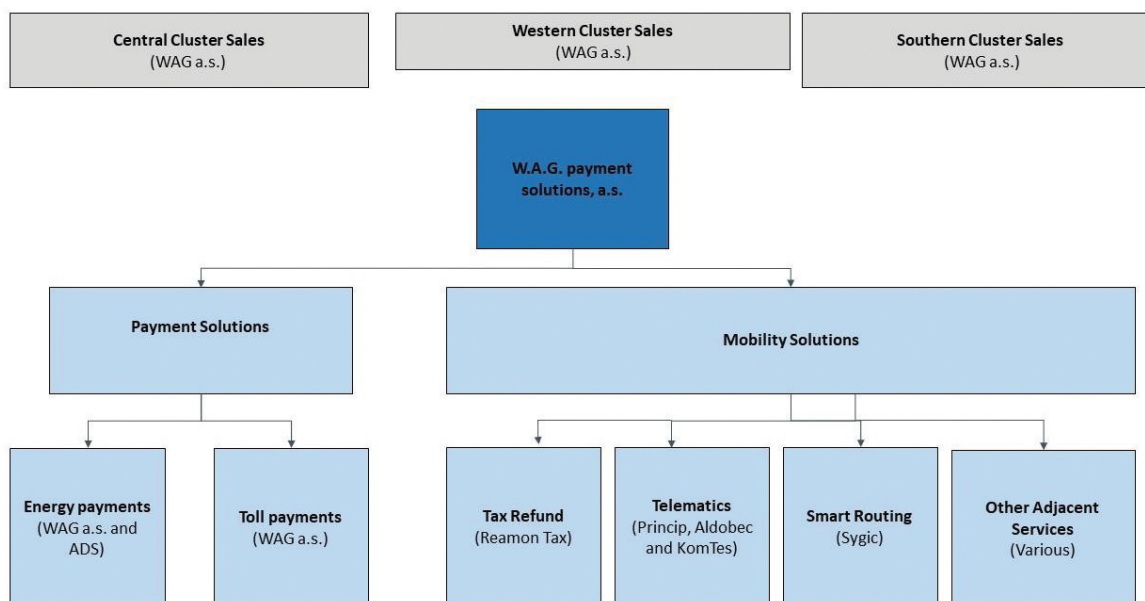 Central Cluster Sales
(WAG a.s.)
Western Cluster Sales
(WAG a.s.)
Southern Cluster Sales
(WAG a.s.)
W.A.G. payment
solutions, a.s.
Payment Solutions
Mobility Solutions
Energy payments
(WAG a.s. and
ADS)
Toll payments
(WAG a.s.)
Tax Refund
(Reamon Tax)
Telematics
(Princip, Aldobec
and KomTes)
Smart Routing
(Sygic)
Other Adjacent
Services
(Various)